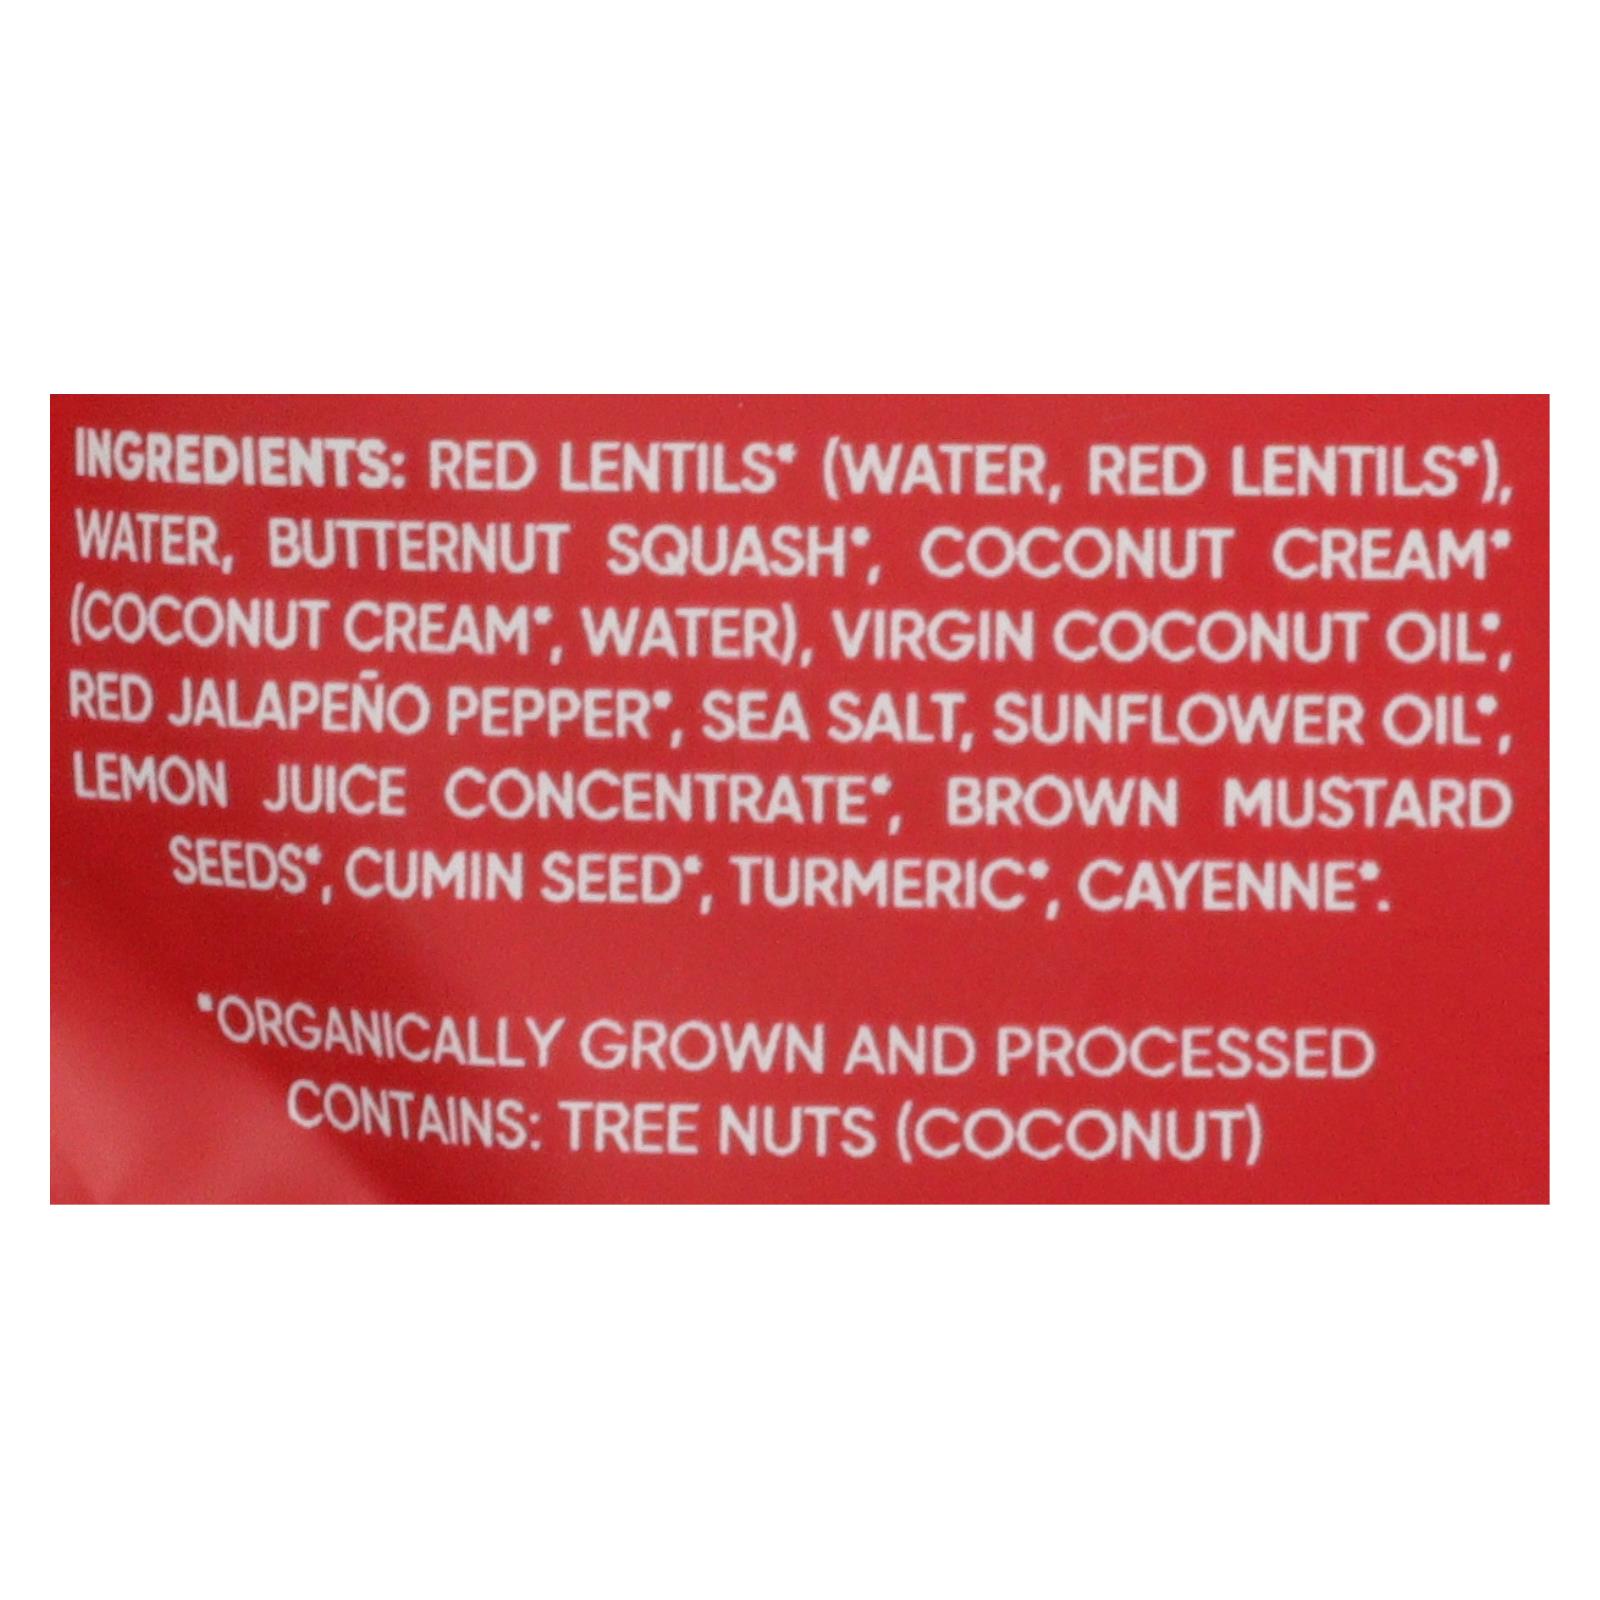 INGREDIENTS: RED LENTILS* (WATER, RED LENTILS*),
WATER, BUTTERNUT SQUASH*, COCONUT CREAM*
(COCONUT CREAM*, WATER), VIRGIN COCONUT OIL*,
RED JALAPEÑO PEPPER*, SEA SALT, SUNFLOWER OIL*,
LEMON JUICE CONCENTRATE*, BROWN MUSTARD
SEEDS*, CUMIN SEED*, TURMERIC*, CAYENNE*.
*ORGANICALLY GROWN AND PROCESSED
CONTAINS: TREE NUTS (COCONUT)